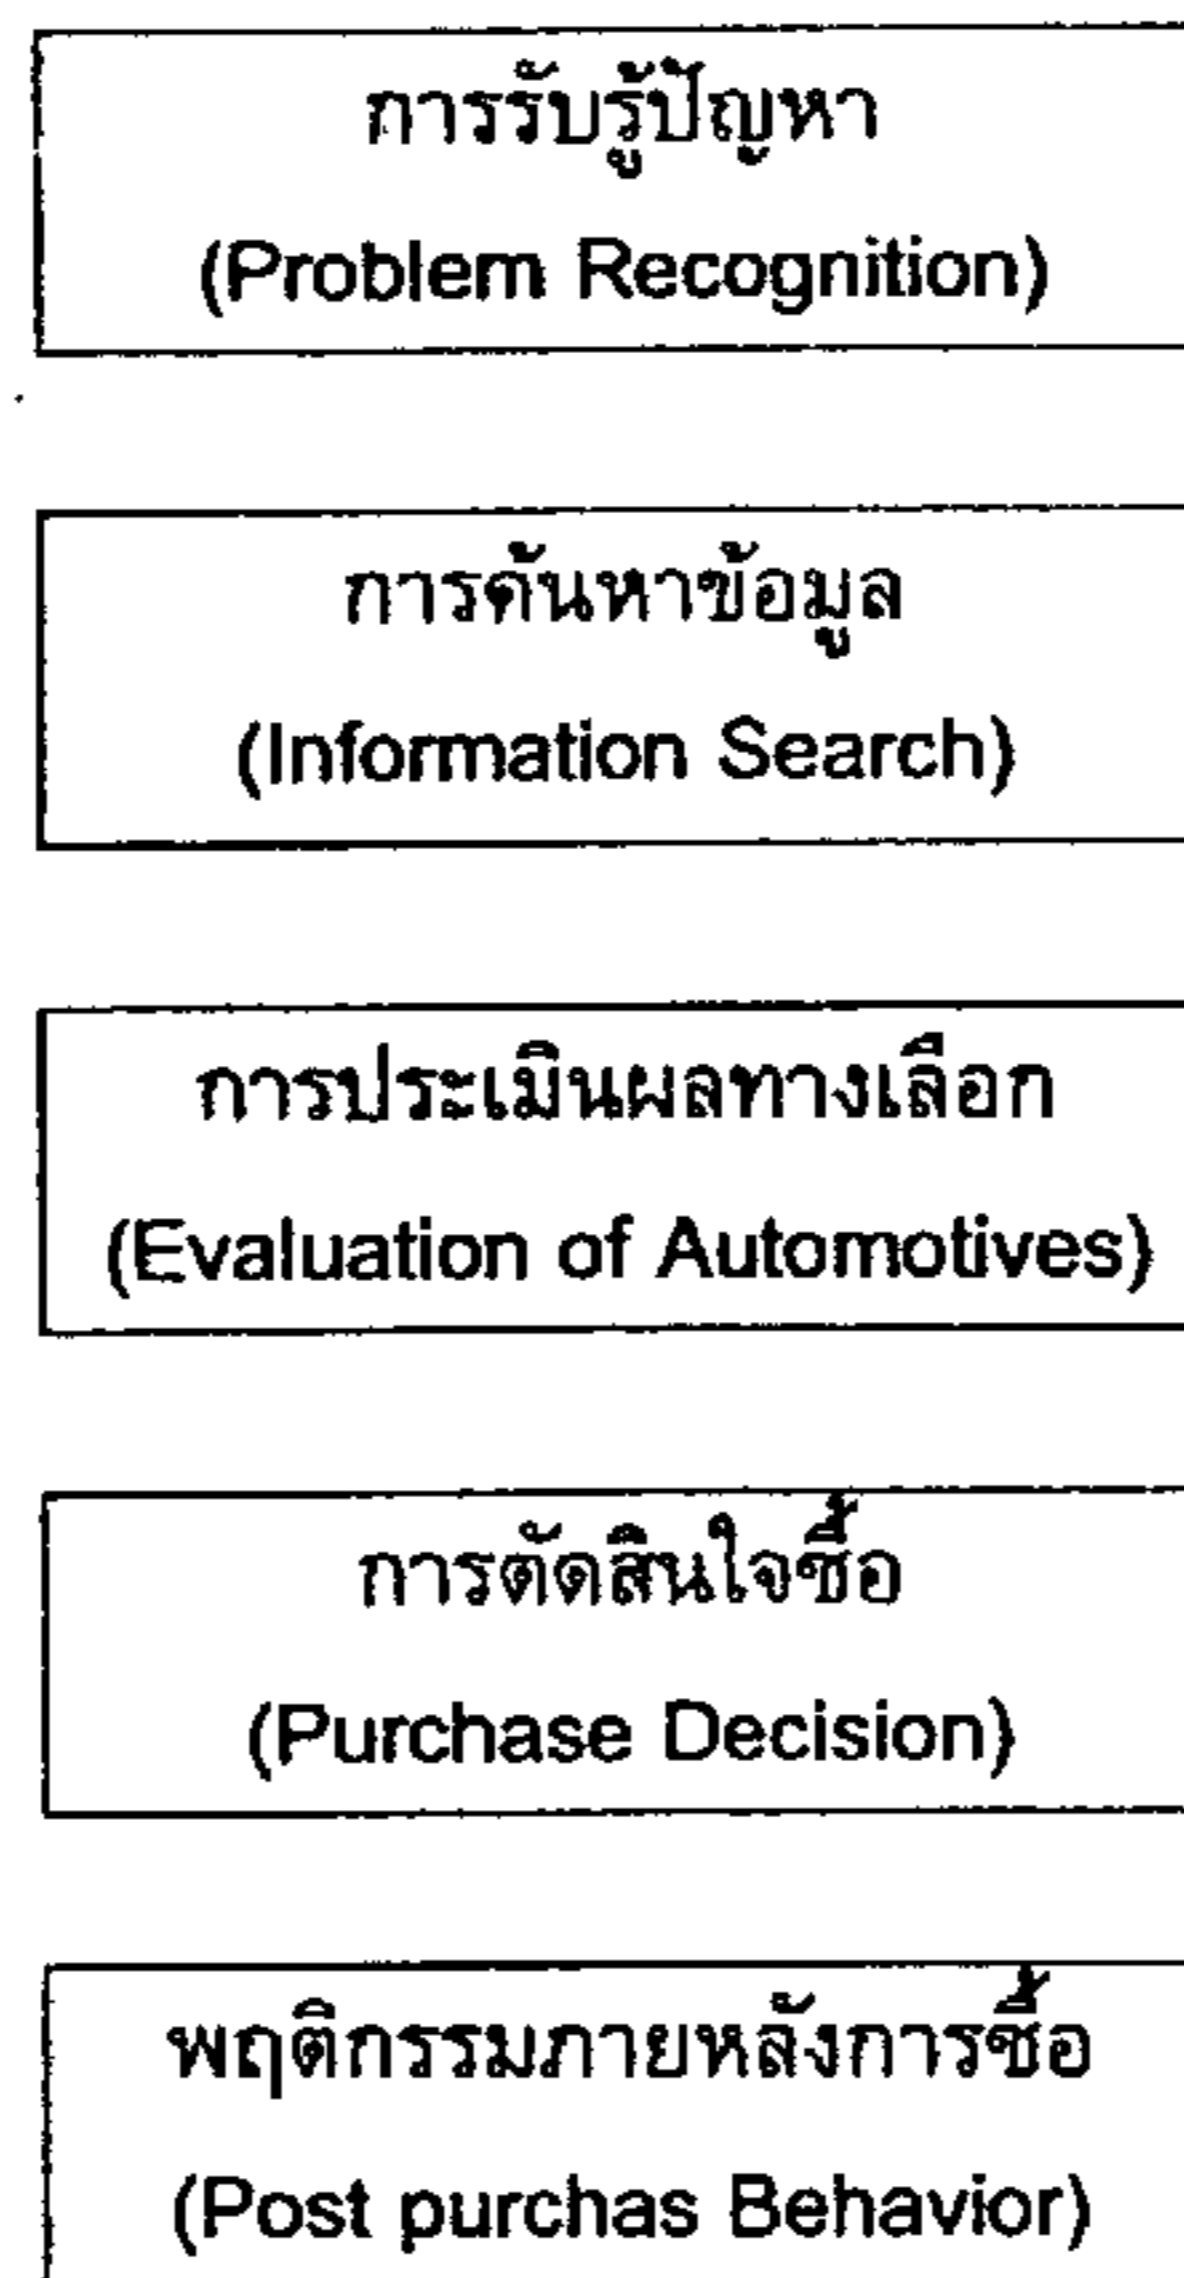 การรับรู้ปัญหา
(Problem Recognition)
การค้นหาข้อมูล
(Information Search)
การประเมินผลทางเลือก
(Evaluation of Automotives)
การตัดสินใจซื้อ
(Purchase Decision)
พฤติกรรมภายหลังการซื้อ
(Post purchas Behavior)